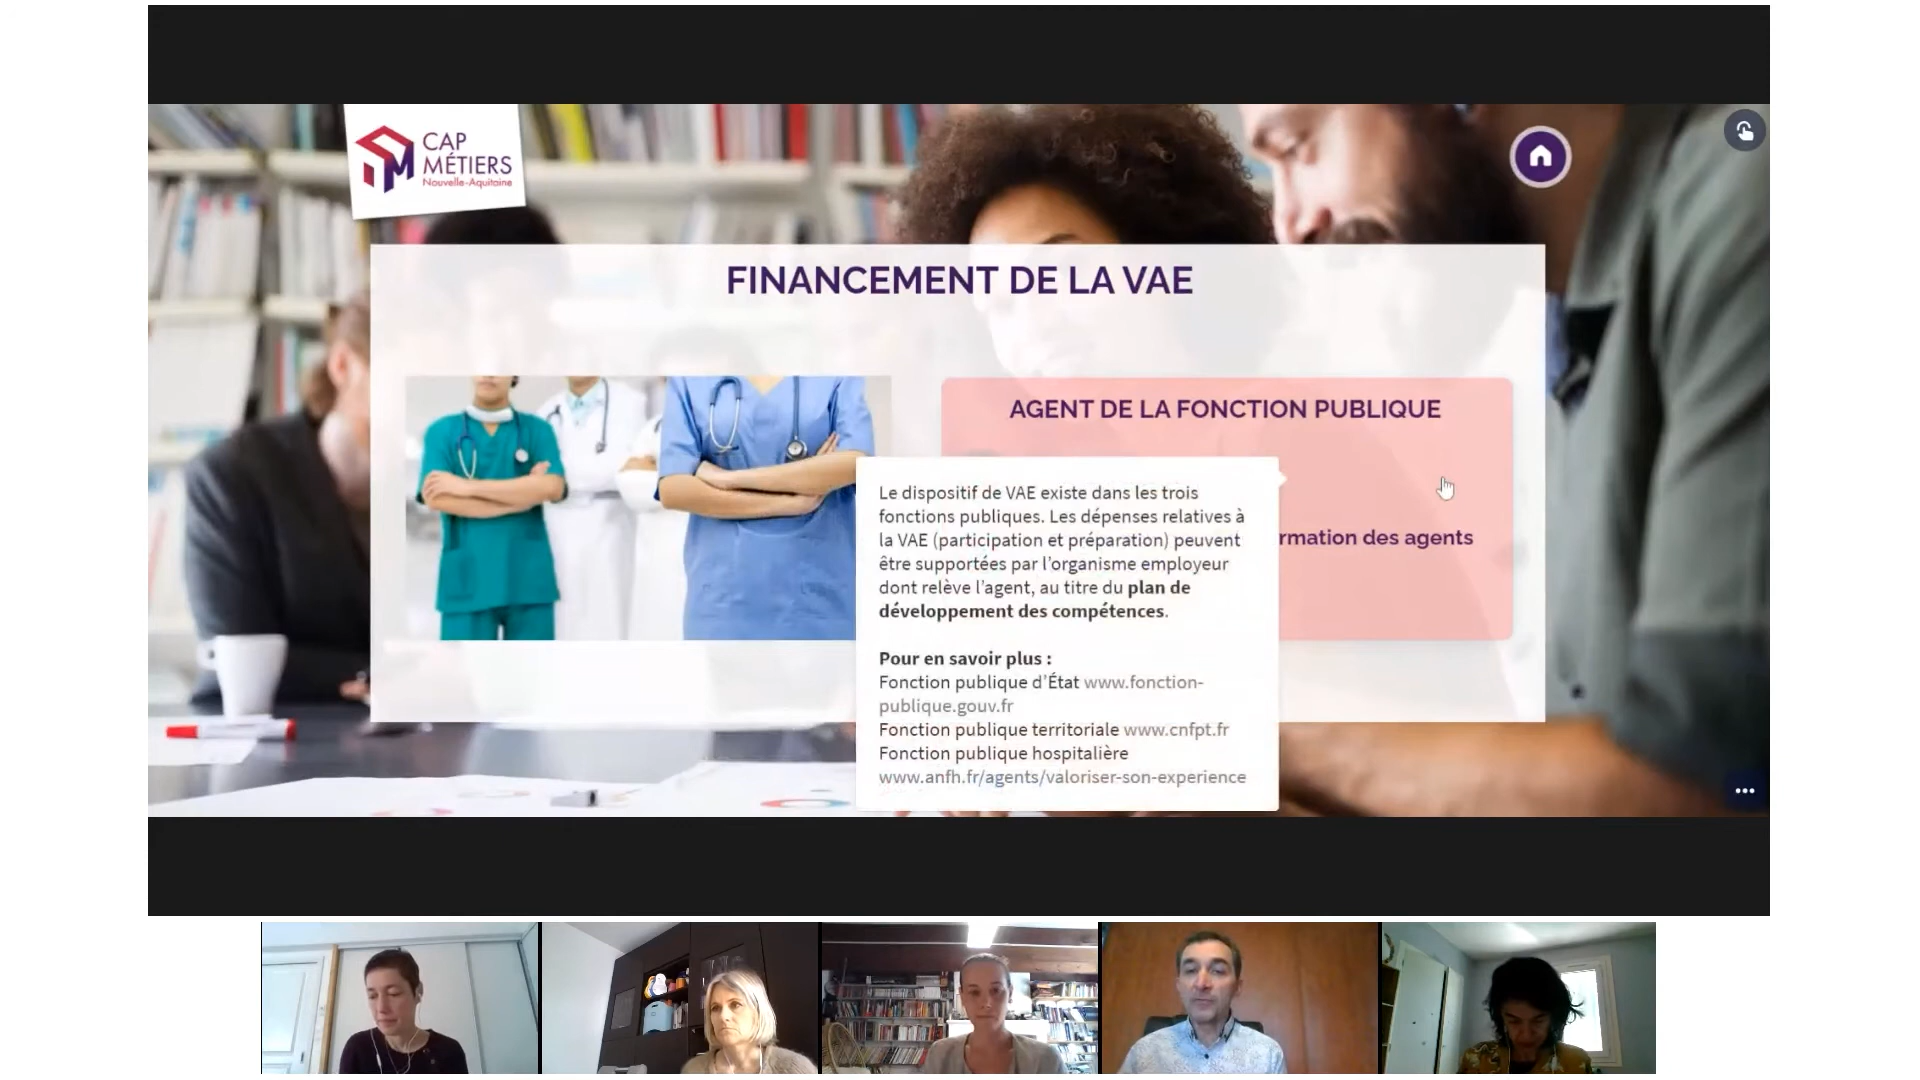 CAP
MÉTIERS
Nouvelle-Aquitaine
FINANCEMENT DE LA VAE
AGENT DE LA FONCTION PUBLIQUE
Le dispositif de VAE existe dans les trois
fonctions publiques. Les dépenses relatives à
la VAE (participation et préparation) peuvent
être supportées par l’organisme employeur
dont relève l’agent, au titre du plan de
développement des compétences.
rmation des agents
Pour en savoir plus :
Fonction publique d’État www.fonction-
publique.gouv.fr
Fonction publique territoriale www.cnfpt.fr
Fonction publique hospitalière
www.anfh.fr/agents/valoriser-son-experience